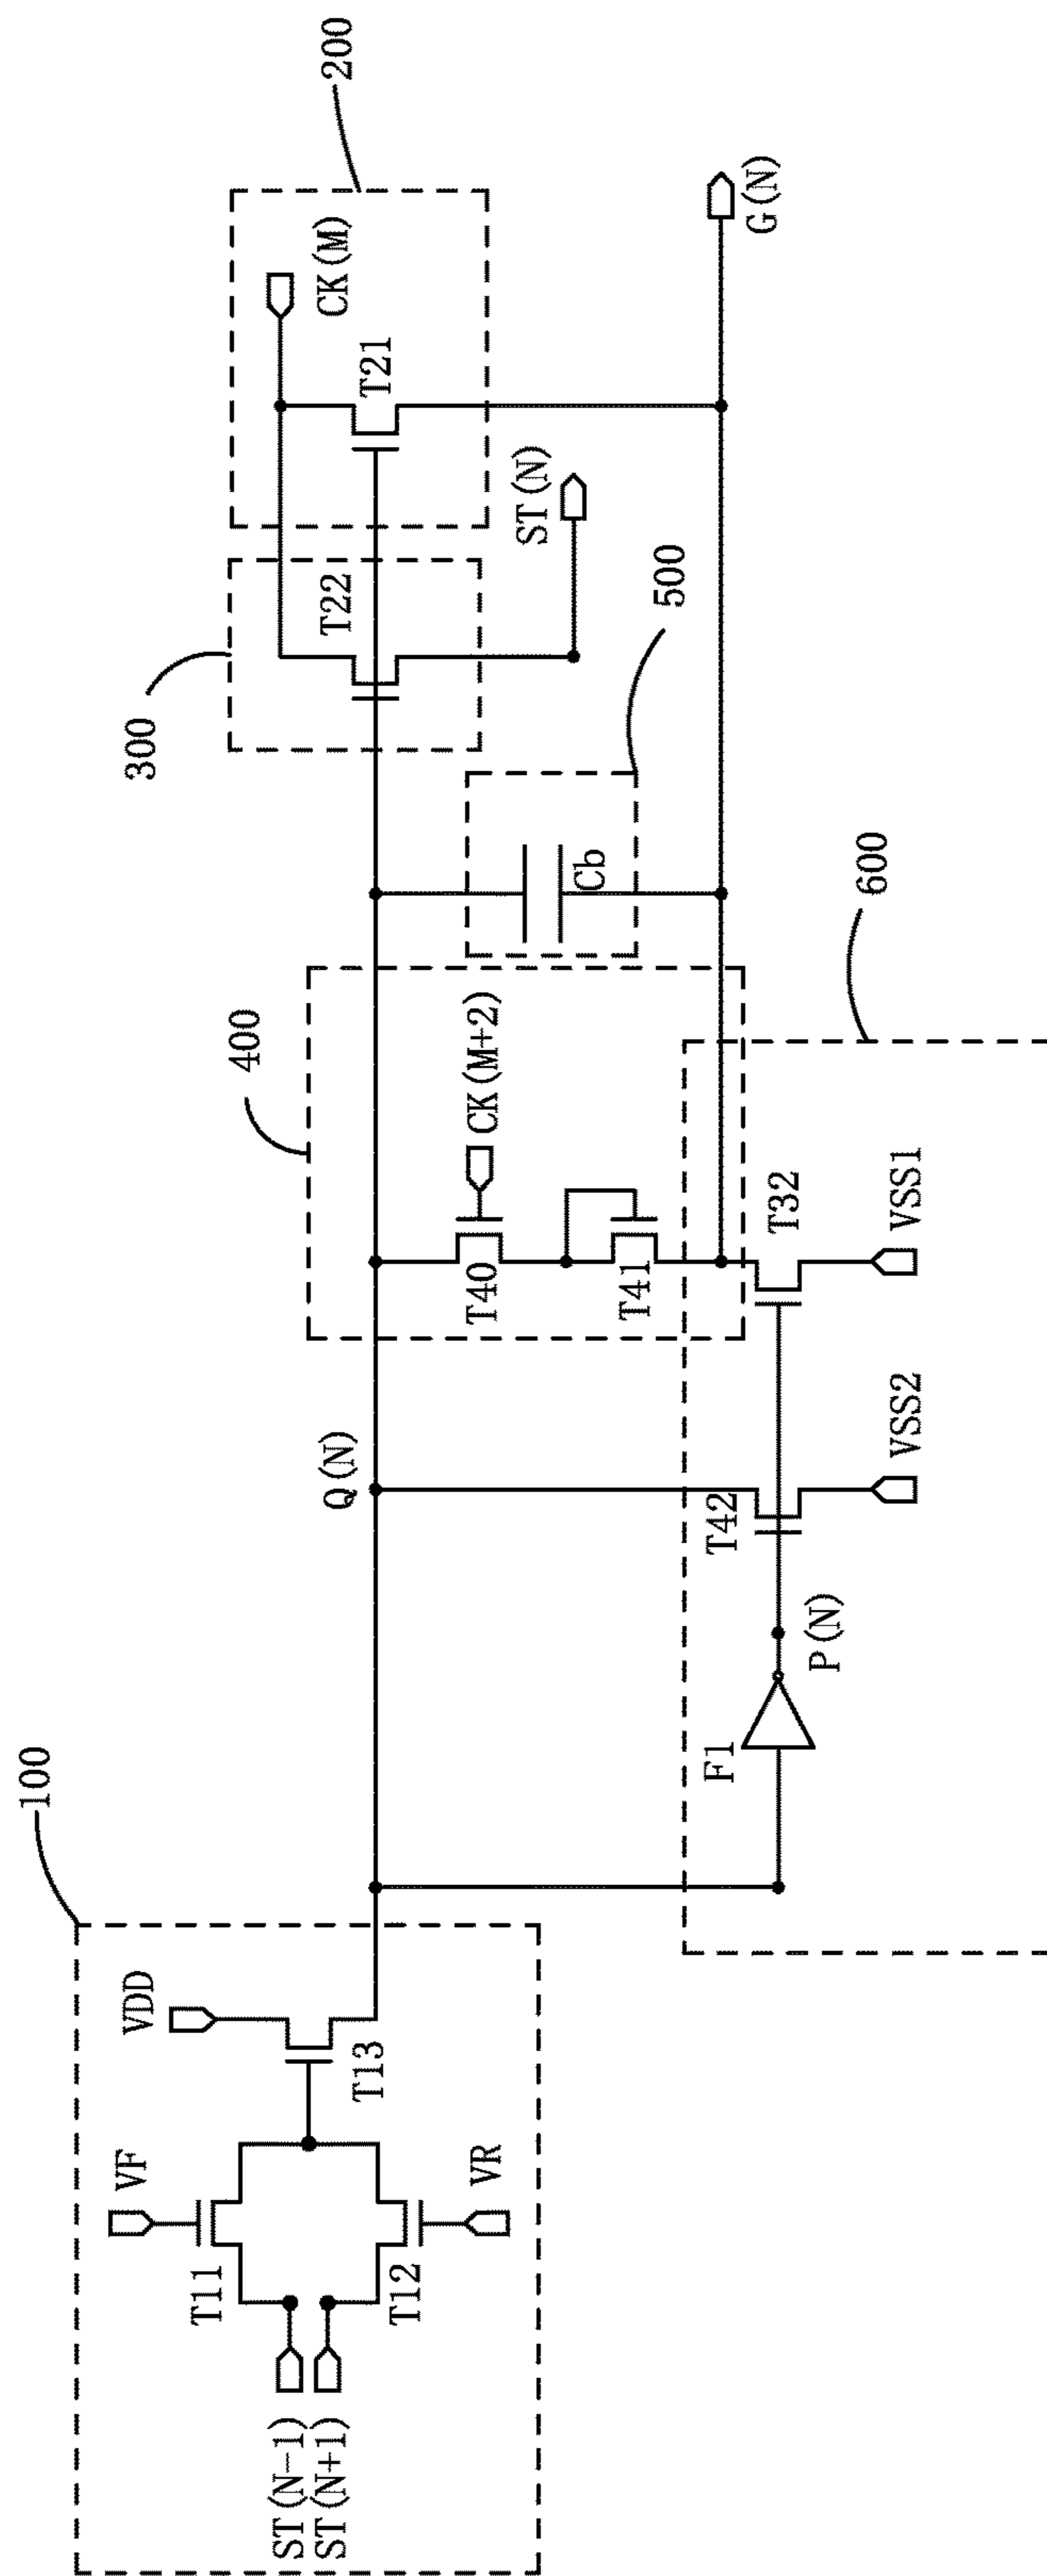 100
VF
VDD
T11
T13
ST(N-1)
ST(N+1)
T12
VR
Q(N)
400
CK(M+2)
T40
T41
300
T22
200
CK(M)
T21
ST(N)
500
Cb
G(N)
600
F1
P(N)
T42
VSS2
T32
VSS1